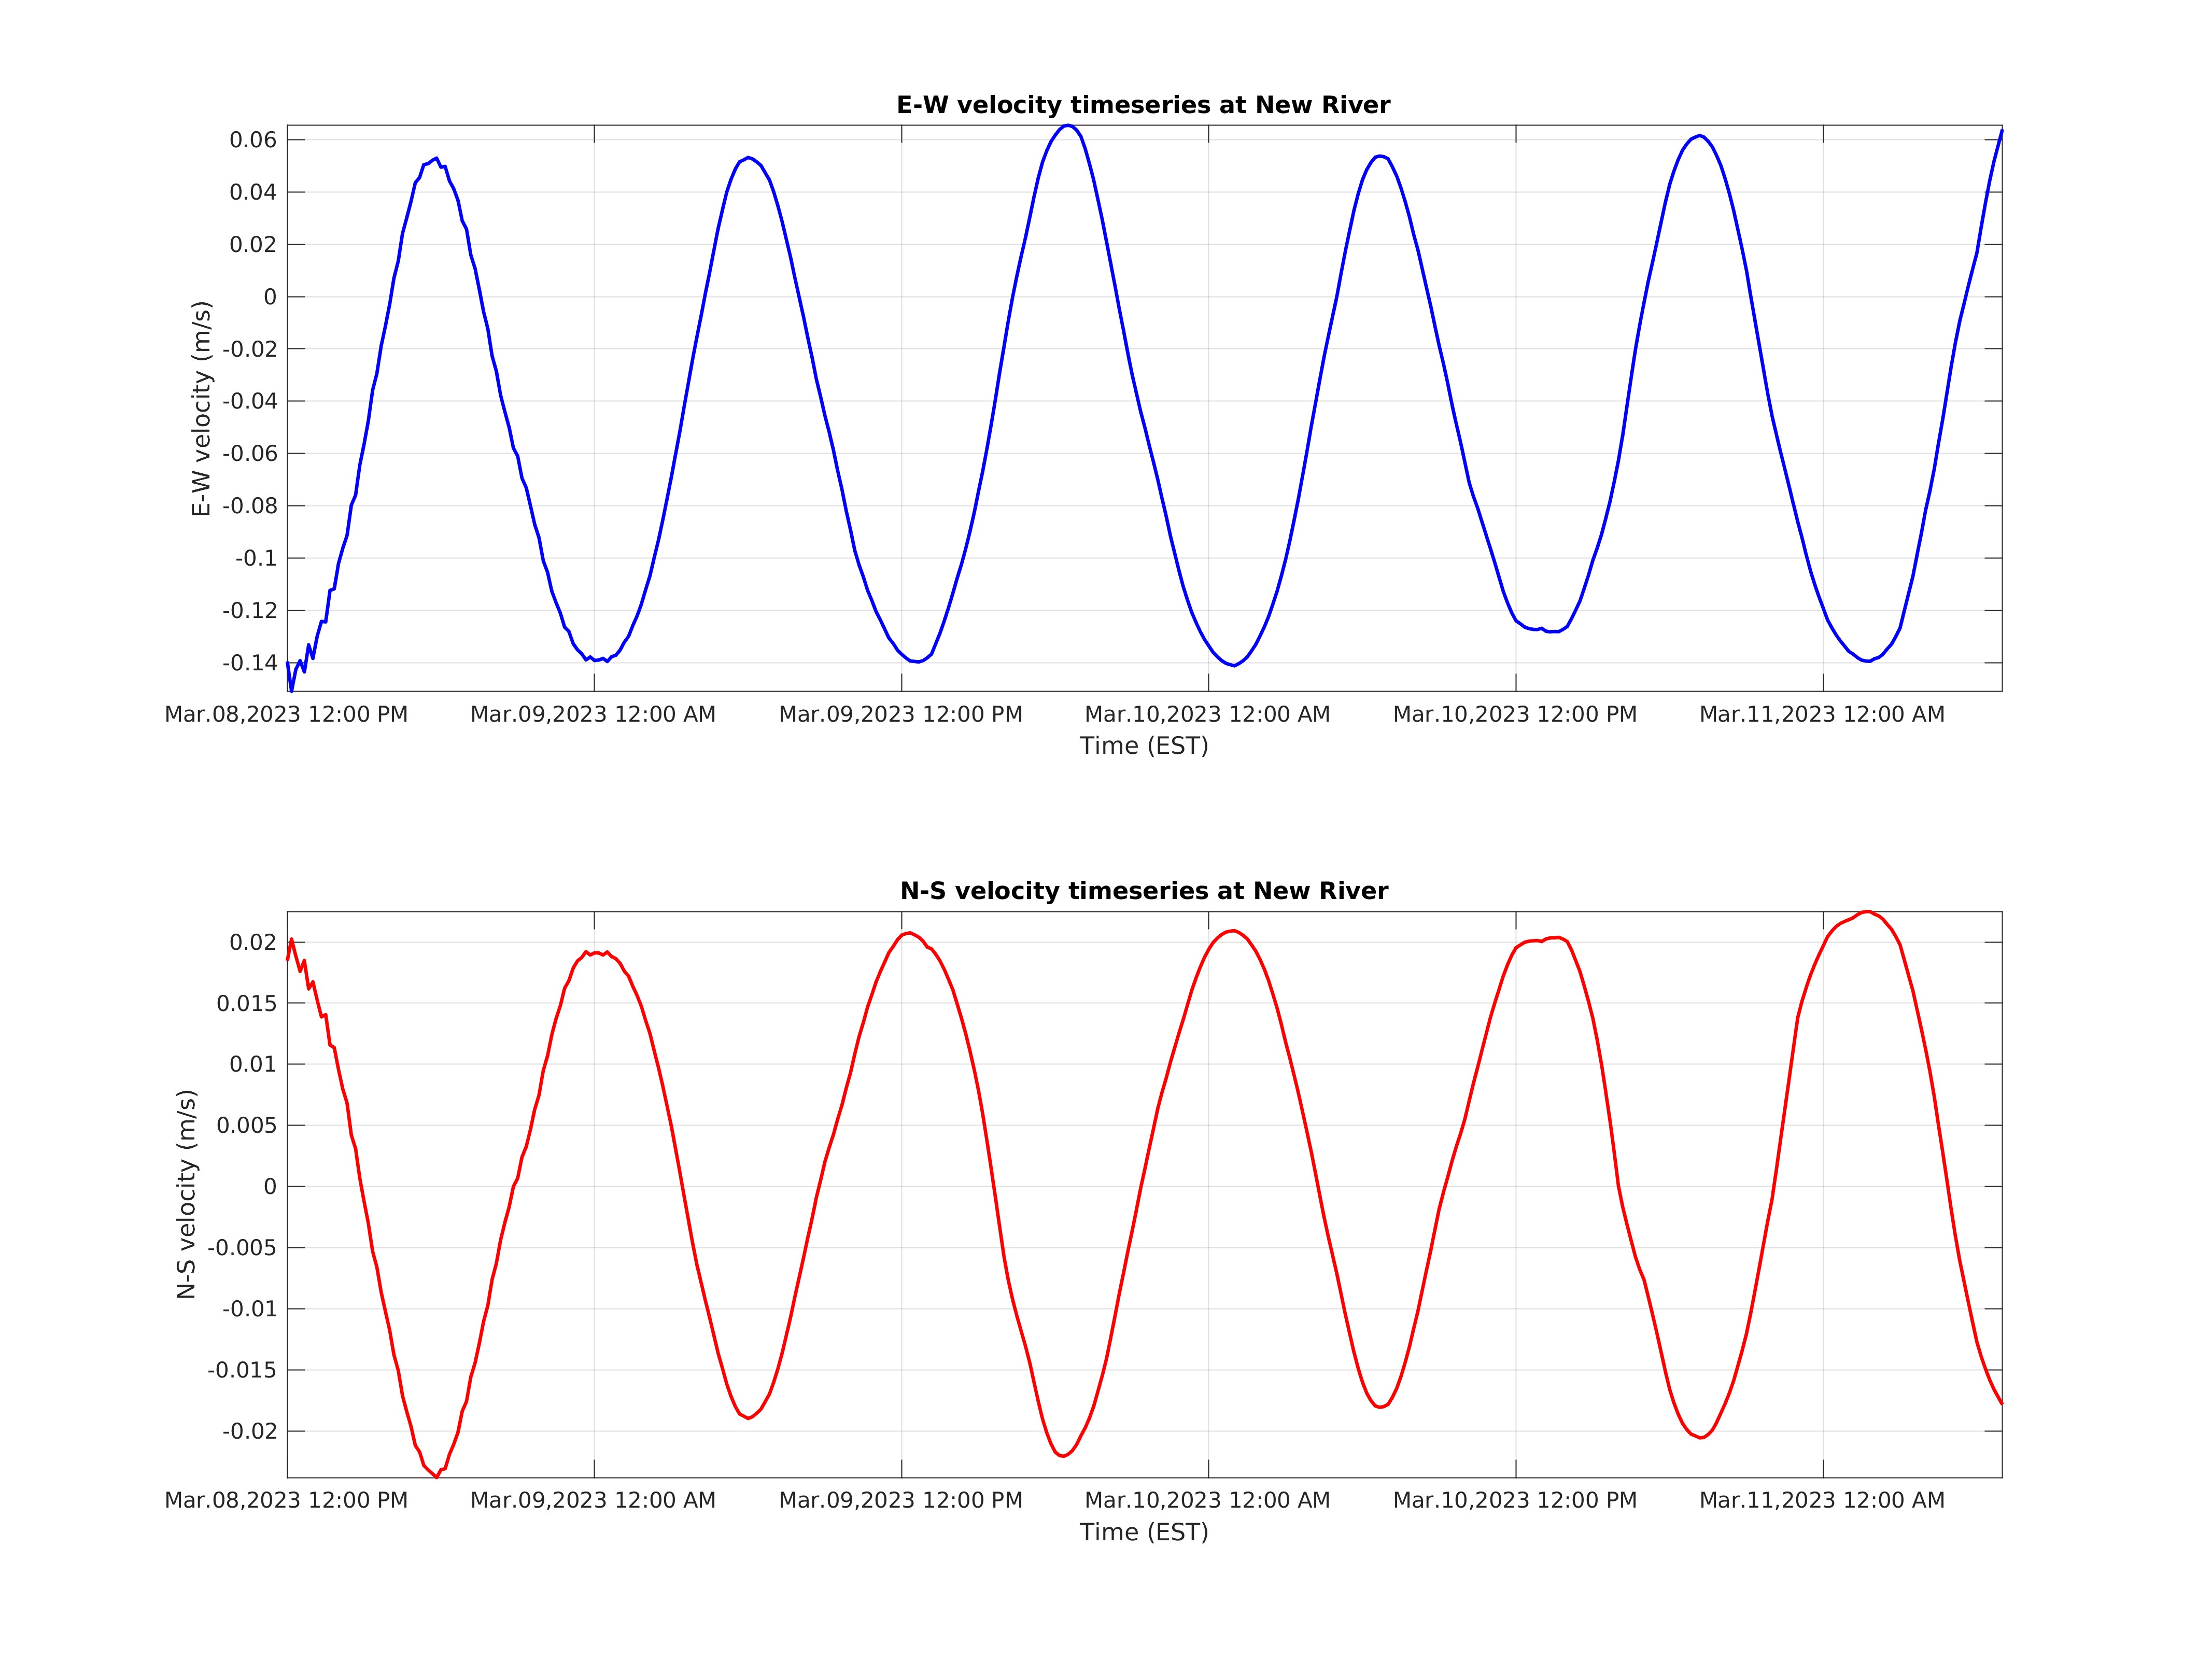 E-W velocity timeseries at New River
0.06
0.04
0.02
0
-0.02
-0.04
-0.06
-0.08
-0.1
-0.12
-0.14
E-W velocity (m/s)
Mar.08,2023 12:00 PM Mar.09,2023 12:00 AM Mar.09,2023 12:00 PM Mar.10,2023 12:00 AM Mar.10,2023 12:00 PM Mar.11,2023 12:00 AM
Time (EST)
N-S velocity timeseries at New River
0.02
0.015
0.01
0.005
0
-0.005
-0.01
-0.015
-0.02
N-S velocity (m/s)
Mar.08,2023 12:00 PM Mar.09,2023 12:00 AM Mar.09,2023 12:00 PM Mar.10,2023 12:00 AM Mar.10,2023 12:00 PM Mar.11,2023 12:00 AM
Time (EST)